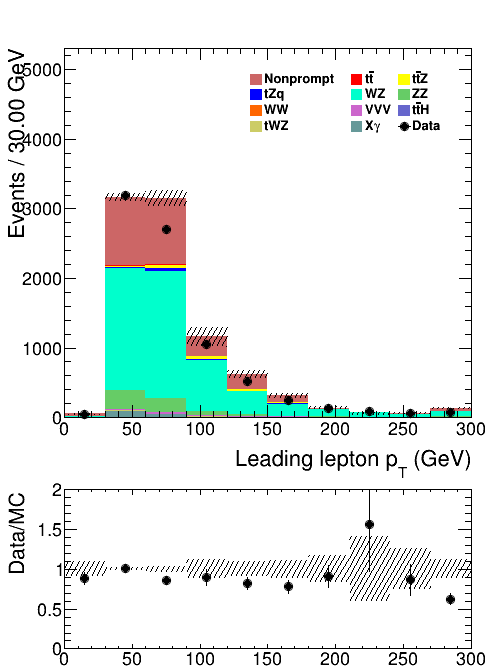 Events / 30.00 GeV
5000
4000
3000
2000
1000
0
Nonprompt tt̄ tt̄Z
tZq WZ ZZ
WW VVV tt̄H
tWZ Xγ Data
0 50 100 150 200 250 300
Leading lepton pT (GeV)
Data/MC
2
1.5
1
0.5
0
0 50 100 150 200 250 300